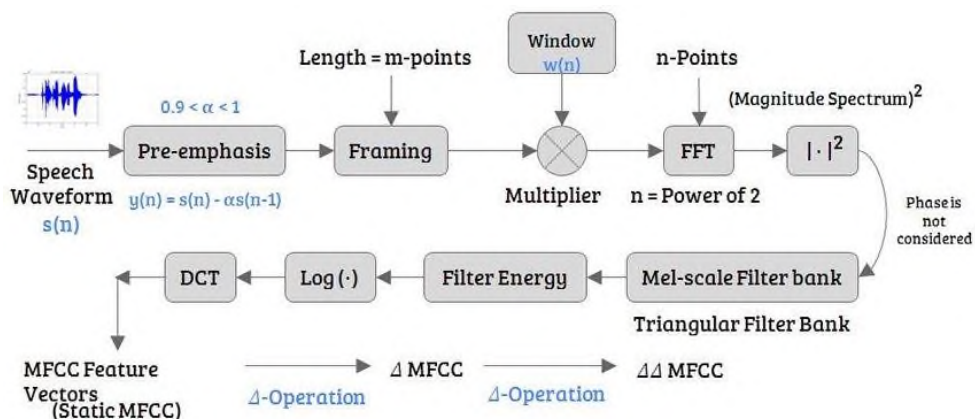 Length = m-points
Window
w(n)
n-Points
(Magnitude Spectrum)²
0.9 < α < 1
Pre-emphasis
Framing
FFT
|·|²
Speech
Waveform
s(n)
y(n) = s(n) - αs(n-1)
Multiplier
n = Power of 2
Phase is
not
considered
DCT
Log (·)
Filter Energy
Mel-scale Filter bank
Triangular Filter Bank
MFCC Feature
Vectors
(Static MFCC)
Δ-Operation
Δ MFCC
Δ-Operation
ΔΔ MFCC